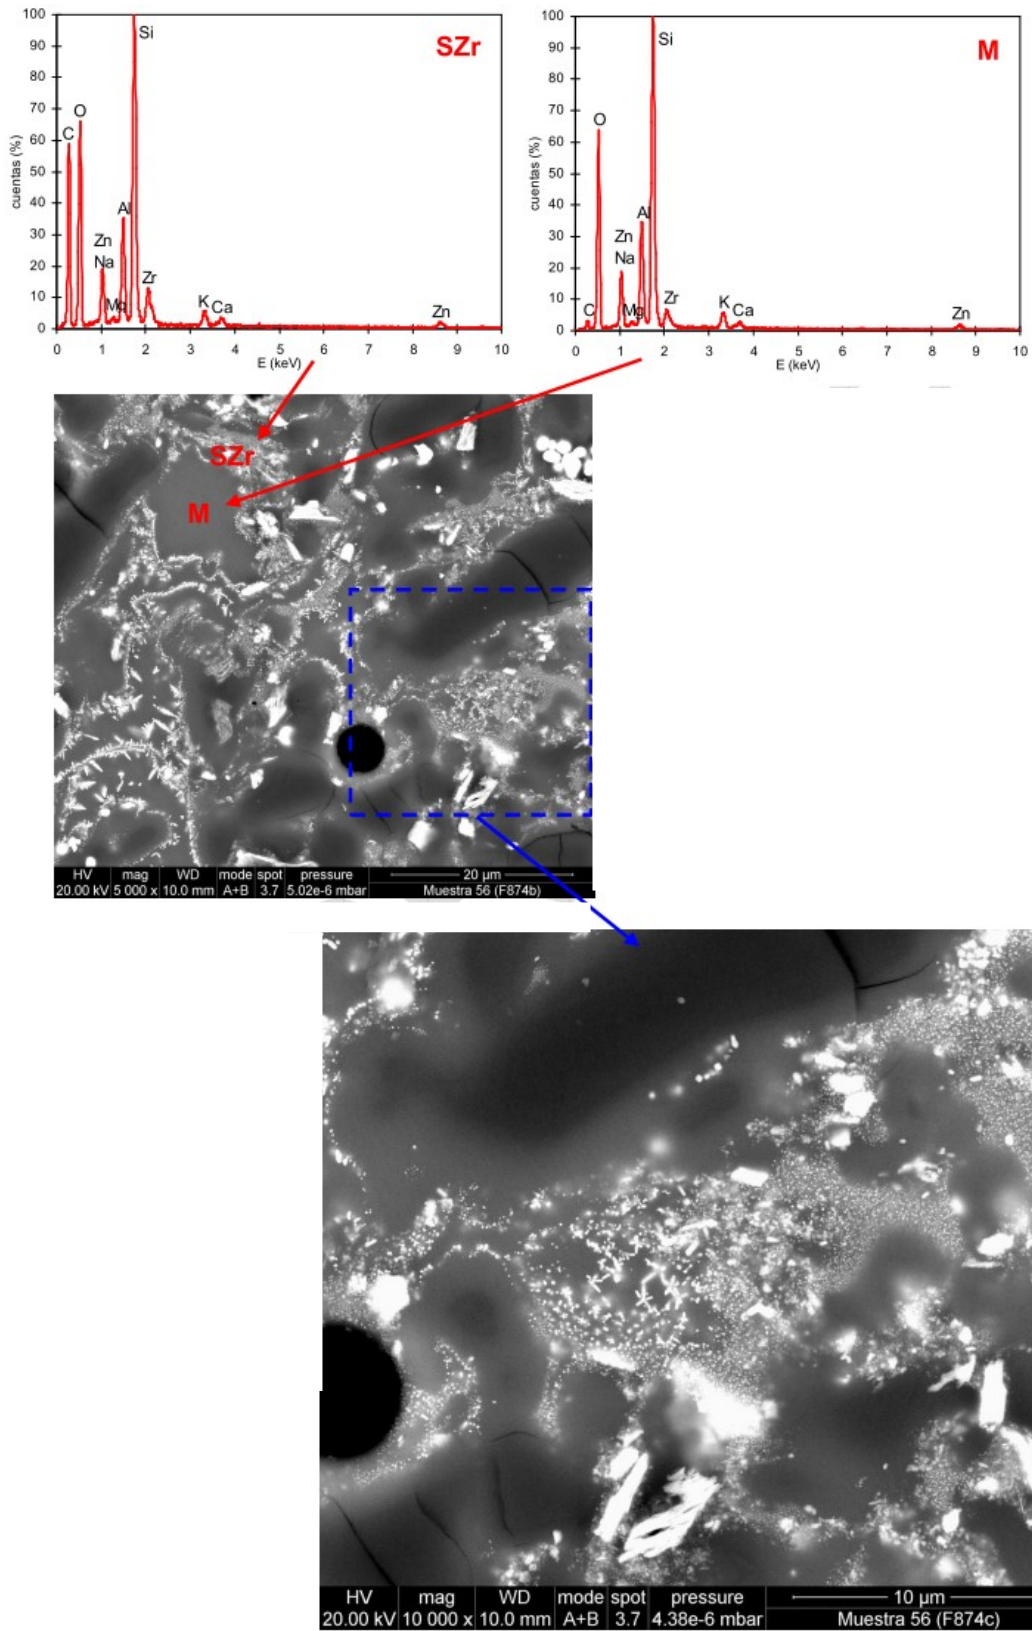 SZr
100
90
80
70
60
50
40
30
20
10
0
cuentas (%)
C
O
Zn
Na
Mg
Al
Si
Zr
K
Ca
Zn
0 1 2 3 4 5 6 7 8 9 10
E (keV)
M
100
90
80
70
60
50
40
30
20
10
0
cuentas (%)
C
O
Zn
Na
Mg
Al
Si
Zr
K
Ca
Zn
0 1 2 3 4 5 6 7 8 9 10
E (keV)
SZr
M
HV mag WD mode spot pressure 20 µm
20.00 kV 5 000 x 10.0 mm A+B 3.7 5.02e-6 mbar Muestra 56 (F874b)
HV mag WD mode spot pressure 10 µm
20.00 kV 10 000 x 10.0 mm A+B 3.7 4.38e-6 mbar Muestra 56 (F874c)